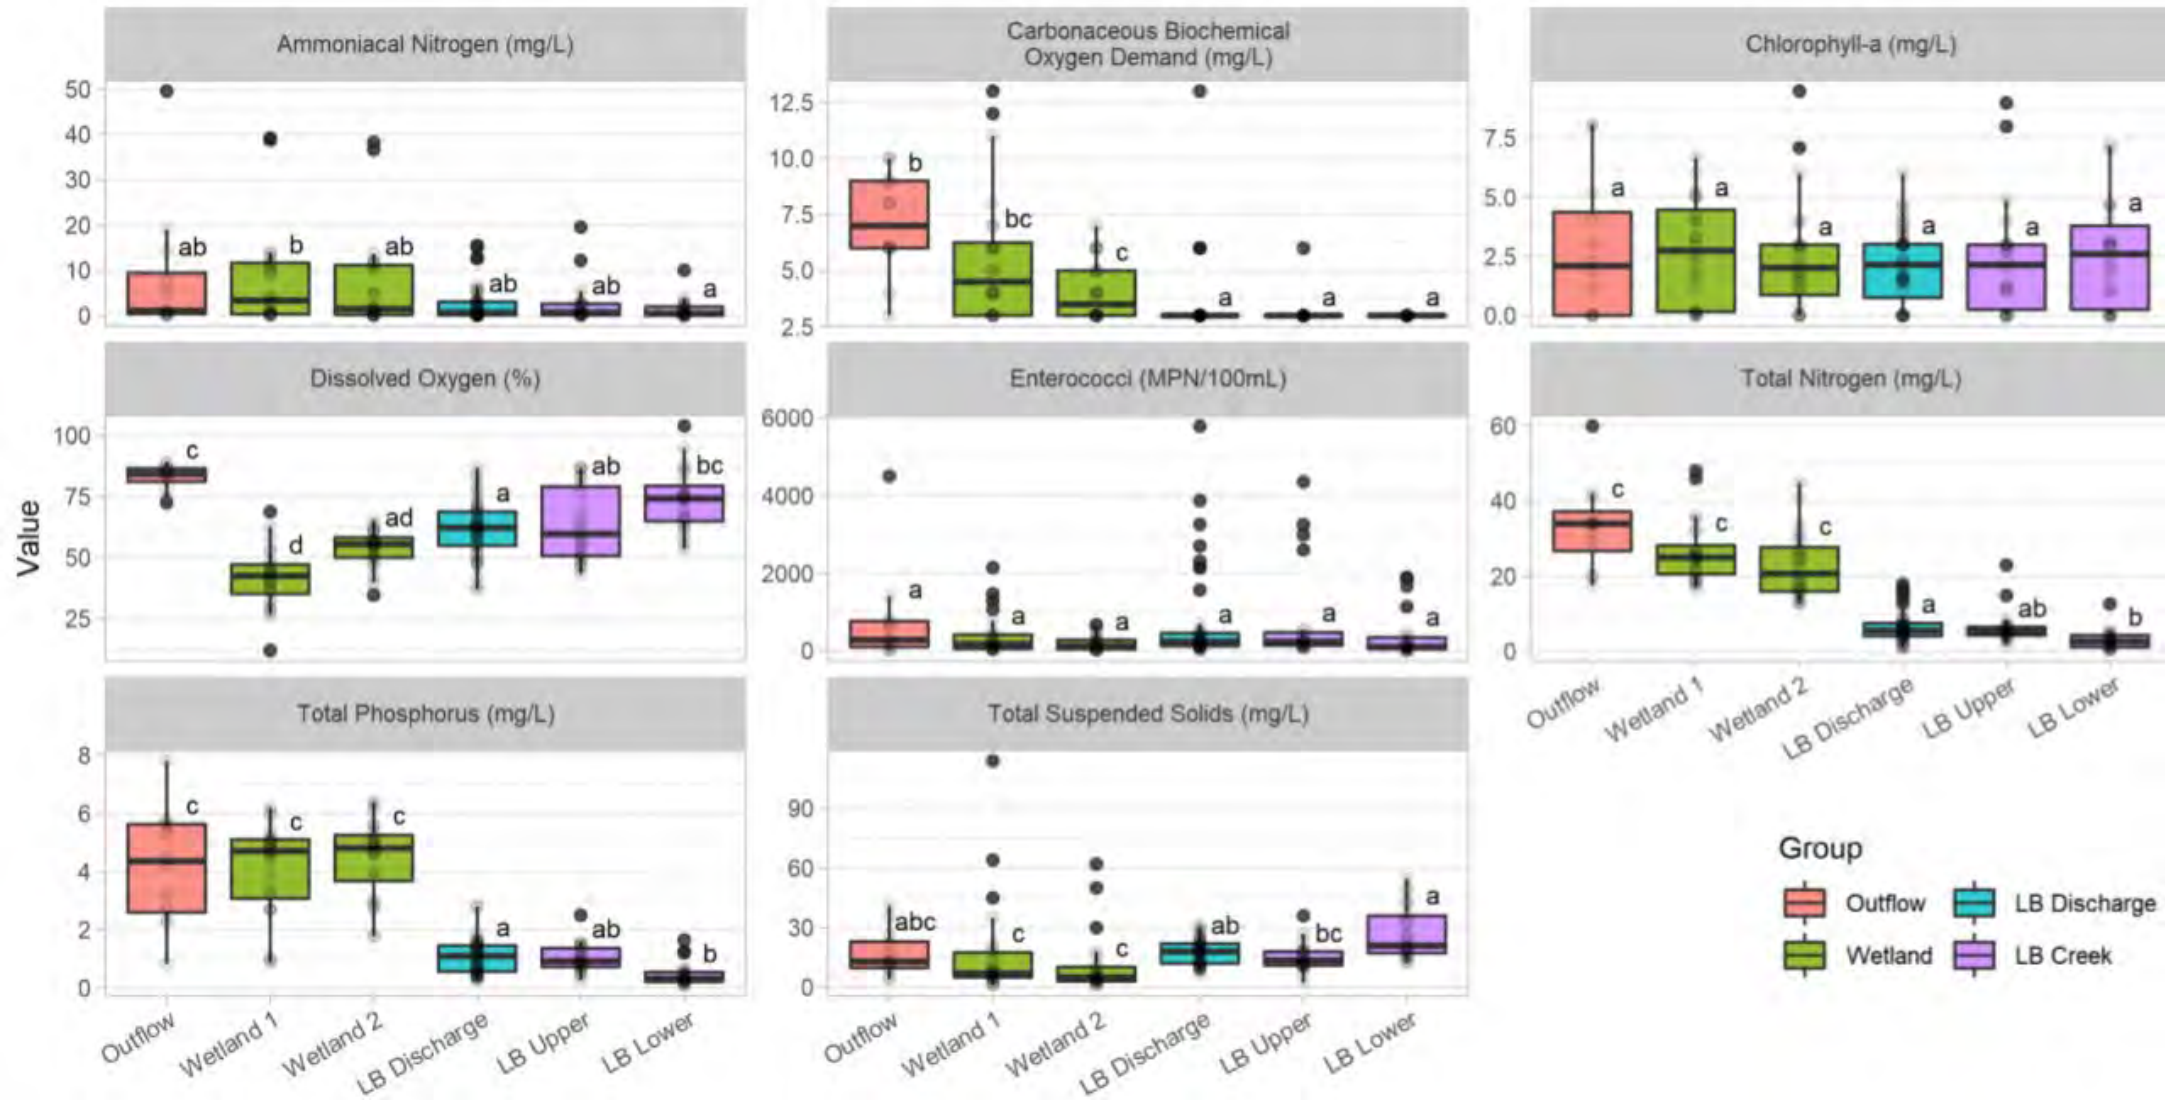 Ammoniacal Nitrogen (mg/L)
Carbonaceous Biochemical
Oxygen Demand (mg/L)
Chlorophyll-a (mg/L)
50
40
30
20
10
0
ab
b
ab
ab
ab
a
12.5
10.0
7.5
5.0
2.5
b
bc
c
a
a
a
7.5
5.0
2.5
0.0
a
a
a
a
a
a
Value
Dissolved Oxygen (%)
Enterococci (MPN/100mL)
Total Nitrogen (mg/L)
100
75
50
25
c
d
ad
a
ab
bc
6000
4000
2000
0
a
a
a
a
a
a
60
40
20
0
c
c
c
a
ab
b
Outflow
Wetland 1
Wetland 2
LB Discharge
LB Upper
LB Lower
Total Phosphorus (mg/L)
Total Suspended Solids (mg/L)
8
6
4
2
0
c
c
c
a
ab
b
90
60
30
0
abc
c
c
ab
bc
a
Outflow
Wetland 1
Wetland 2
LB Discharge
LB Upper
LB Lower
Outflow
Wetland 1
Wetland 2
LB Discharge
LB Upper
LB Lower
Group
Outflow
LB Discharge
Wetland
LB Creek